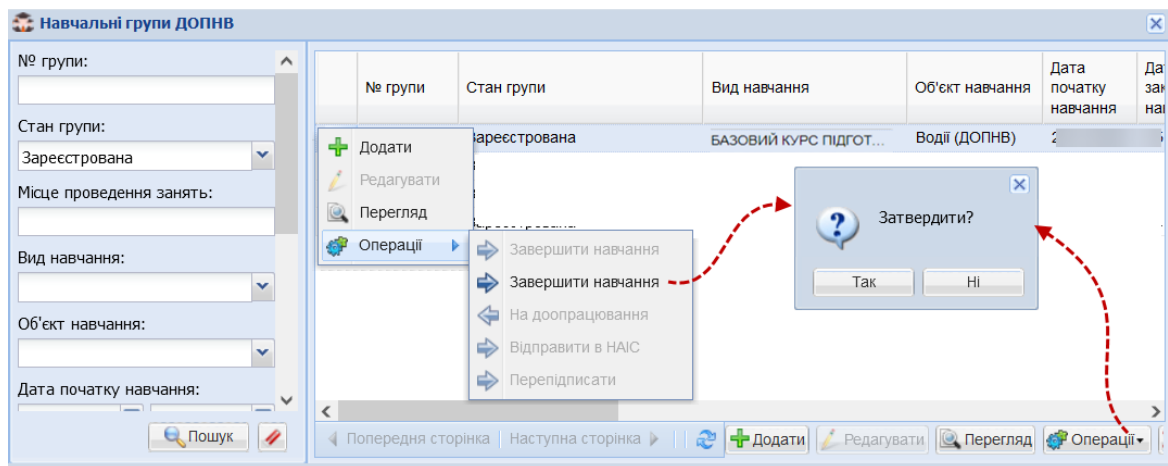 Навчальні групи ДОПНВ
№ групи:
Стан групи:
Зареєстрована
Місце проведення занять:
Вид навчання:
Об'єкт навчання:
Дата початку навчання:
Пошук
№ групи
Стан групи
Вид навчання
Об'єкт навчання
Дата
початку
навчання
БАЗОВИЙ КУРС ПІДГОТ...
Водії (ДОПНВ)
Додати
Редагувати
Перегляд
Операції
Завершити навчання
Завершити навчання
На доопрацювання
Відправити в НАІС
Перепідписати
Затвердити?
Так
Ні
Попередня сторінка
Наступна сторінка
Додати
Редагувати
Перегляд
Операції